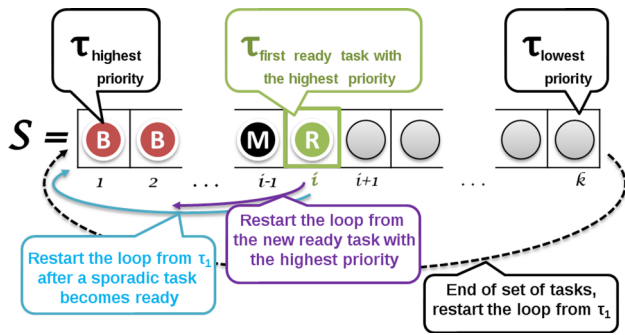 τhighest
priority
τfirst ready task with
the highest priority
τlowest
priority
S =
B B M R
1 2 . . . i-1 i i+1 . . . k
Restart the loop from τ1
after a sporadic task
becomes ready
Restart the loop from
the new ready task with
the highest priority
End of set of tasks,
restart the loop from τ1